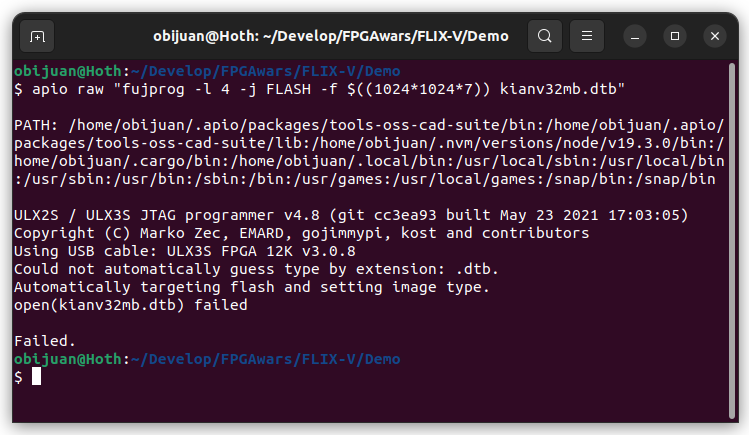 obijuan@Hoth: ~/Develop/FPGAwars/FLIX-V/Demo
obijuan@Hoth:~/Develop/FPGAwars/FLIX-V/Demo
$ apio raw "fujprog -l 4 -j FLASH -f $((1024*1024*7)) kianv32mb.dtb"
PATH: /home/obijuan/.apio/packages/tools-oss-cad-suite/bin:/home/obijuan/.apio/
packages/tools-oss-cad-suite/lib:/home/obijuan/.nvm/versions/node/v19.3.0/bin:/
home/obijuan/.cargo/bin:/home/obijuan/.local/bin:/usr/local/sbin:/usr/local/bin
:/usr/sbin:/usr/bin:/sbin:/bin:/usr/games:/usr/local/games:/snap/bin:/snap/bin
ULX2S / ULX3S JTAG programmer v4.8 (git cc3ea93 built May 23 2021 17:03:05)
Copyright (C) Marko Zec, EMARD, gojimmypi, kost and contributors
Using USB cable: ULX3S FPGA 12K v3.0.8
Could not automatically guess type by extension: .dtb.
Automatically targeting flash and setting image type.
open(kianv32mb.dtb) failed
Failed.
obijuan@Hoth:~/Develop/FPGAwars/FLIX-V/Demo
$